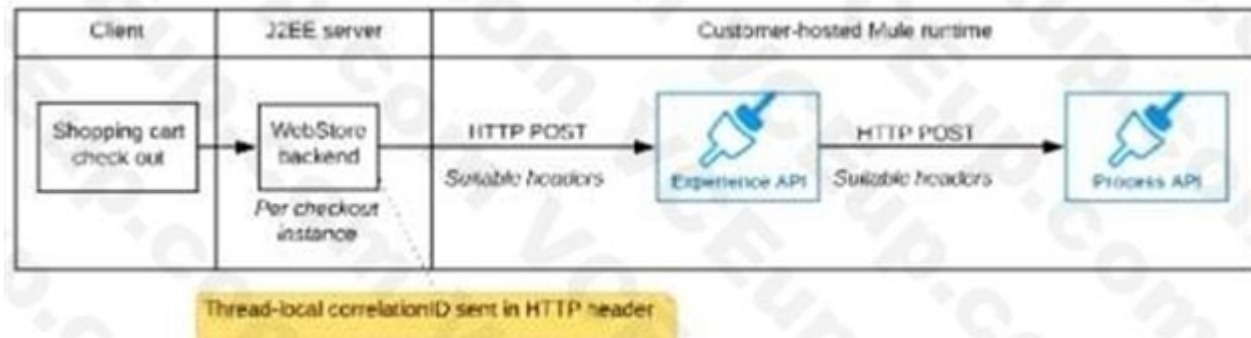 Client
J2EE server
Customer-hosted Mule runtime
Shopping cart
check out
WebStore
backend
Per checkout
instance
HTTP POST
Suitable headers
Experience API
HTTP POST
Suitable headers
Process API
Thread-local correlationID sent in HTTP header